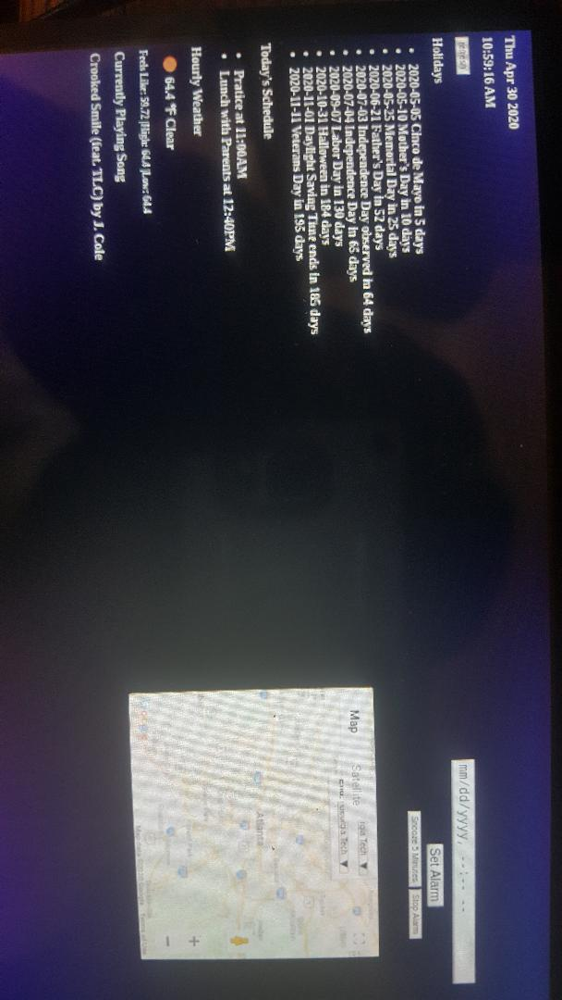 Thu Apr 30 2020
10:59:16 AM
Holidays
2020-05-05 Cinco de Mayo in 5 days
2020-05-10 Mother's Day in 10 days
2020-05-25 Memorial Day in 25 days
2020-06-21 Father's Day in 52 days
2020-07-03 Independence Day observed in 64 days
2020-07-04 Independence Day in 65 days
2020-09-07 Labor Day in 130 days
2020-10-31 Halloween in 184 days
2020-11-01 Daylight Saving Time ends in 185 days
2020-11-11 Veterans Day in 195 days
Today's Schedule
Pratice at 11:00AM
Lunch with Parents at 12:40PM
Hourly Weather
64.4 °F Clear
Feels Like: 59.72 |High: 64.4 |Low: 64.4
Currently Playing Song
Crooked Smile (feat. TLC) by J. Cole
mm/dd/yyyy, --:-- --
Set Alarm
Snooze 5 Minutes
Stop Alarm
Map
Satellite
Tech
Tech
Atlanta
+
−